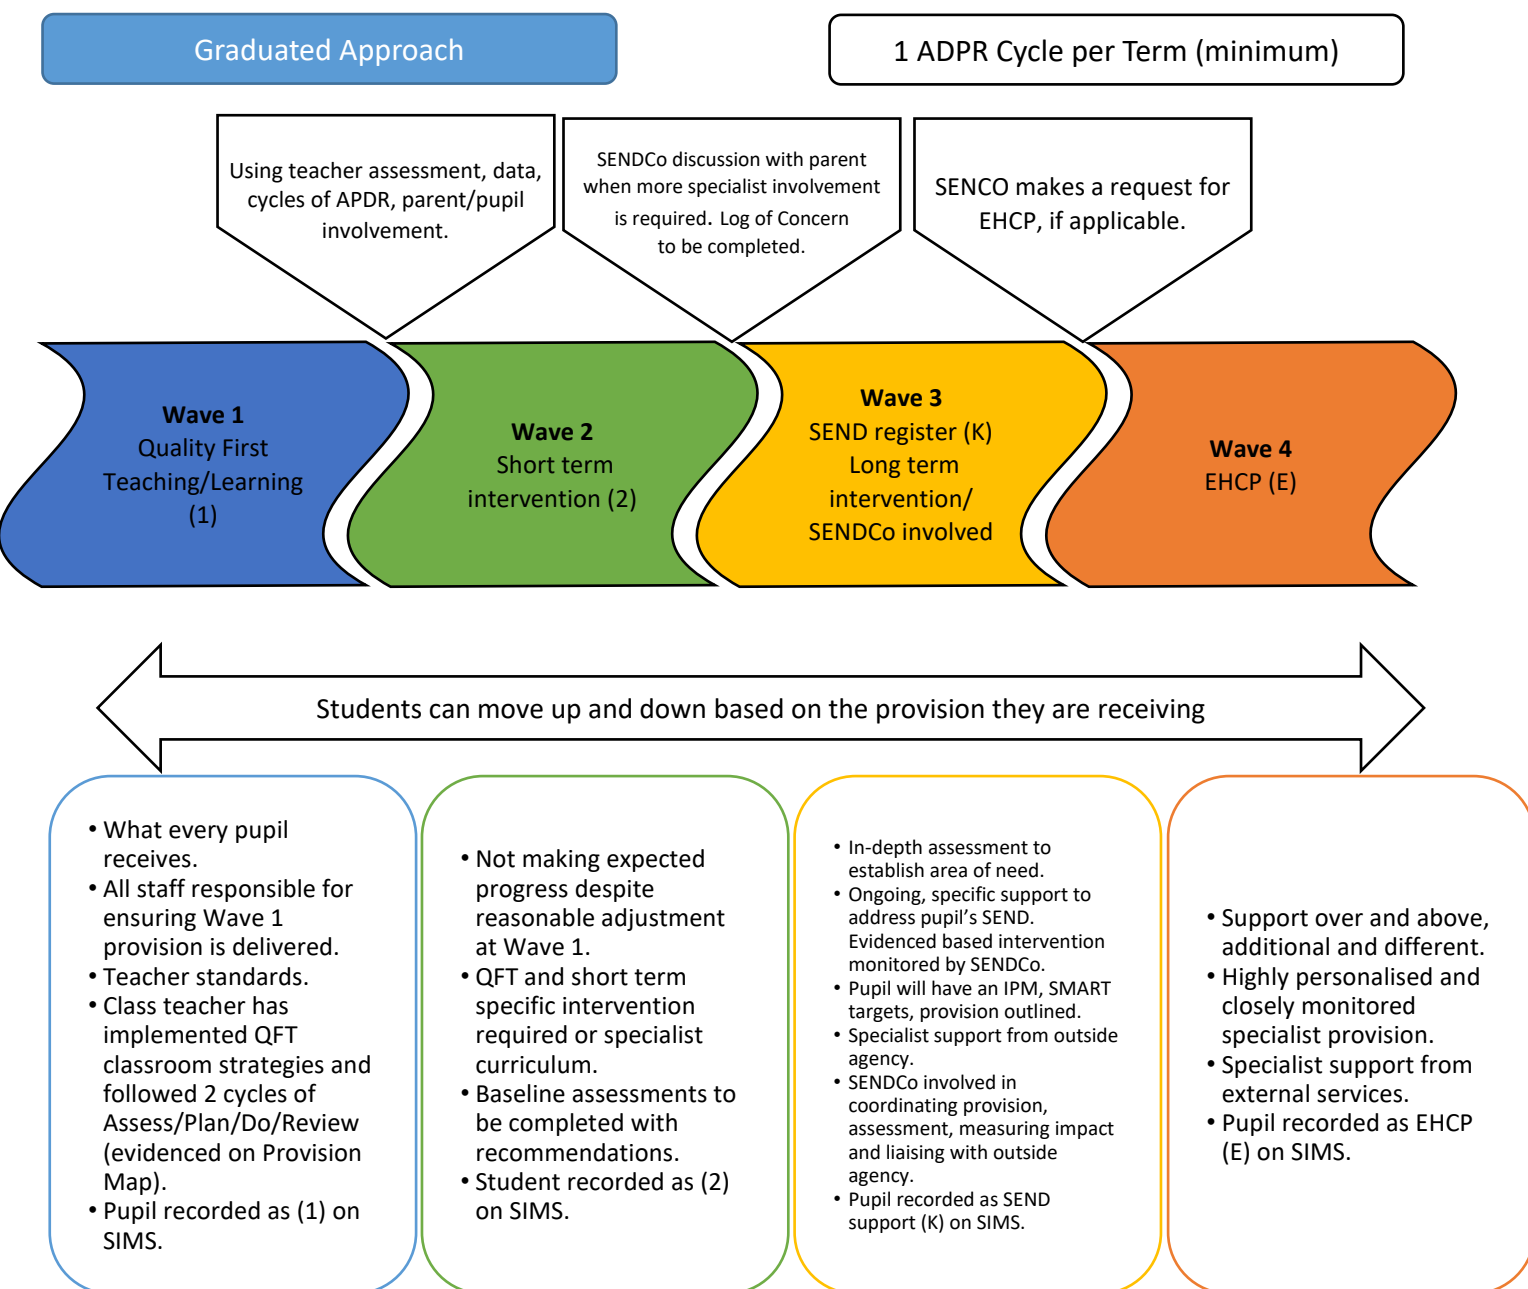 Graduated Approach
1 ADPR Cycle per Term (minimum)
Using teacher assessment, data,
cycles of APDR, parent/pupil
involvement.
SENDCo discussion with parent
when more specialist involvement
is required. Log of Concern
to be completed.
SENCO makes a request for
EHCP, if applicable.
Wave 1
Quality First
Teaching/Learning
(1)
Wave 2
Short term
intervention (2)
Wave 3
SEND register (K)
Long term
intervention/
SENDCo involved
Wave 4
EHCP (E)
Students can move up and down based on the provision they are receiving
• What every pupil
receives.
• All staff responsible for
ensuring Wave 1
provision is delivered.
• Teacher standards.
• Class teacher has
implemented QFT
classroom strategies and
followed 2 cycles of
Assess/Plan/Do/Review
(evidenced on Provision
Map).
• Pupil recorded as (1) on
SIMS.
• Not making expected
progress despite
reasonable adjustment
at Wave 1.
• QFT and short term
specific intervention
required or specialist
curriculum.
• Baseline assessments to
be completed with
recommendations.
• Student recorded as (2)
on SIMS.
• In-depth assessment to
establish area of need.
• Ongoing, specific support to
address pupil's SEND.
Evidenced based intervention
monitored by SENDCo.
• Pupil will have an IPM, SMART
targets, provision outlined.
• Specialist support from outside
agency.
• SENDCo involved in
coordinating provision,
assessment, measuring impact
and liaising with outside
agency.
• Pupil recorded as SEND
support (K) on SIMS.
• Support over and above,
additional and different.
• Highly personalised and
closely monitored
specialist provision.
• Specialist support from
external services.
• Pupil recorded as EHCP
(E) on SIMS.